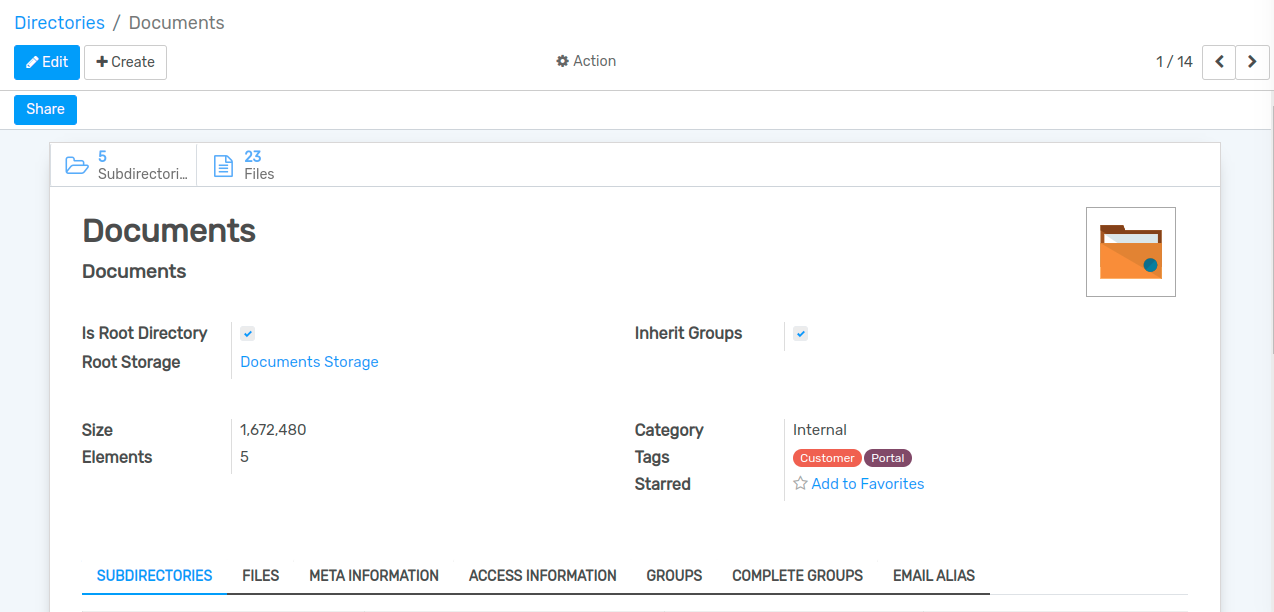 Directories / Documents
Edit Create Action 1 / 14
Share
5 Subdirectori...
23 Files
Documents
Documents
Is Root Directory
Root Storage Documents Storage
Inherit Groups
Size 1,672,480
Elements 5
Category Internal
Tags Customer Portal
Starred Add to Favorites
SUBDIRECTORIES FILES META INFORMATION ACCESS INFORMATION GROUPS COMPLETE GROUPS EMAIL ALIAS